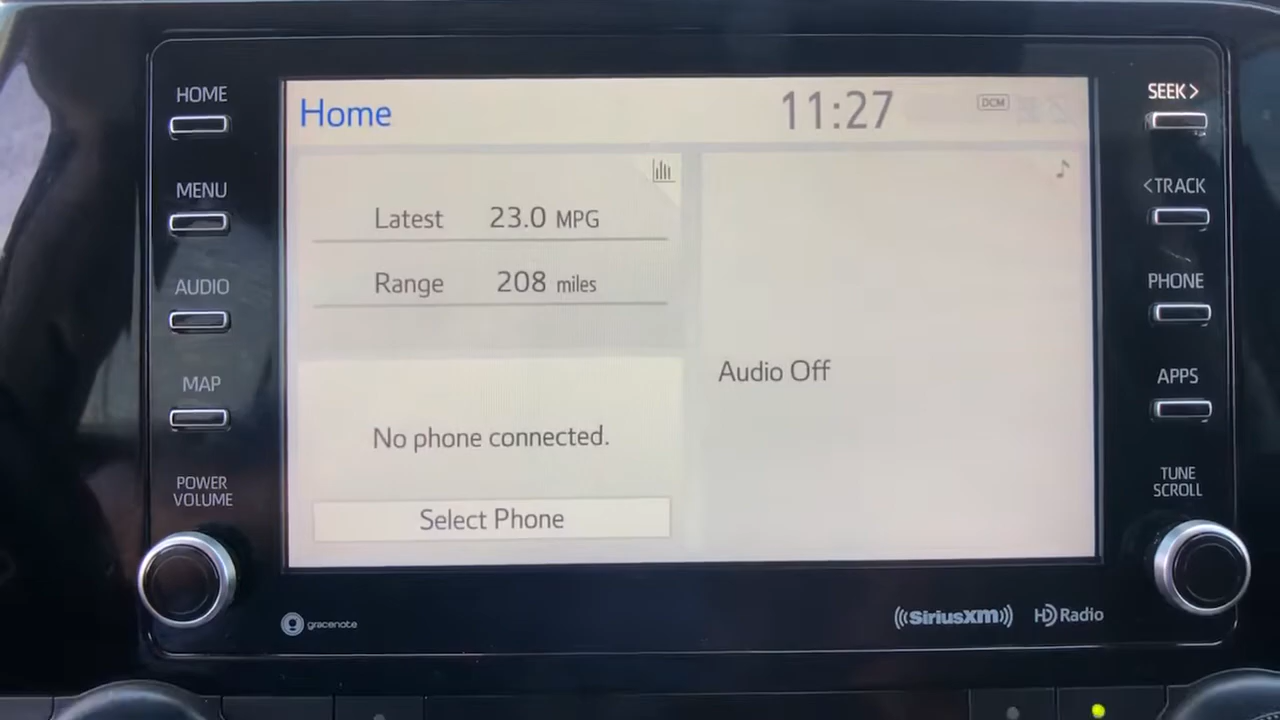 HOME
MENU
AUDIO
MAP
POWER
VOLUME
Home
11:27
DCM
Latest 23.0 MPG
Range 208 miles
No phone connected.
Select Phone
Audio Off
SEEK>
<TRACK
PHONE
APPS
TUNE
SCROLL
gracenote
((SiriusXM))
HD Radio